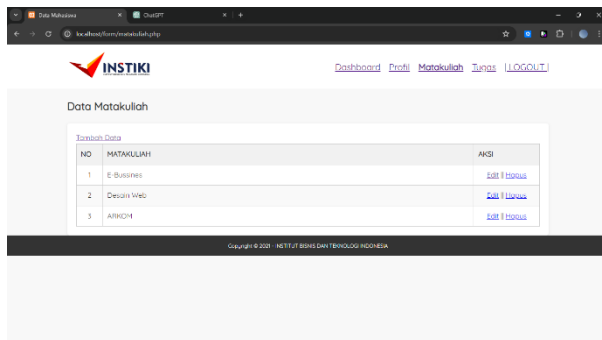 Data Mahasiswa
ChatGPT
localhost/form/matakuliah.php
INSTIKI
Dashboard Profil Matakuliah Tugas | LOGOUT |
Data Matakuliah
Tambah Data
NO MATAKULIAH AKSI
1 E-Bussines Edit || Hapus
2 Desain Web Edit || Hapus
3 ARKOM Edit || Hapus
Copyright © 2021 - INSTITUT BISNIS DAN TEKNOLOGI INDONESIA